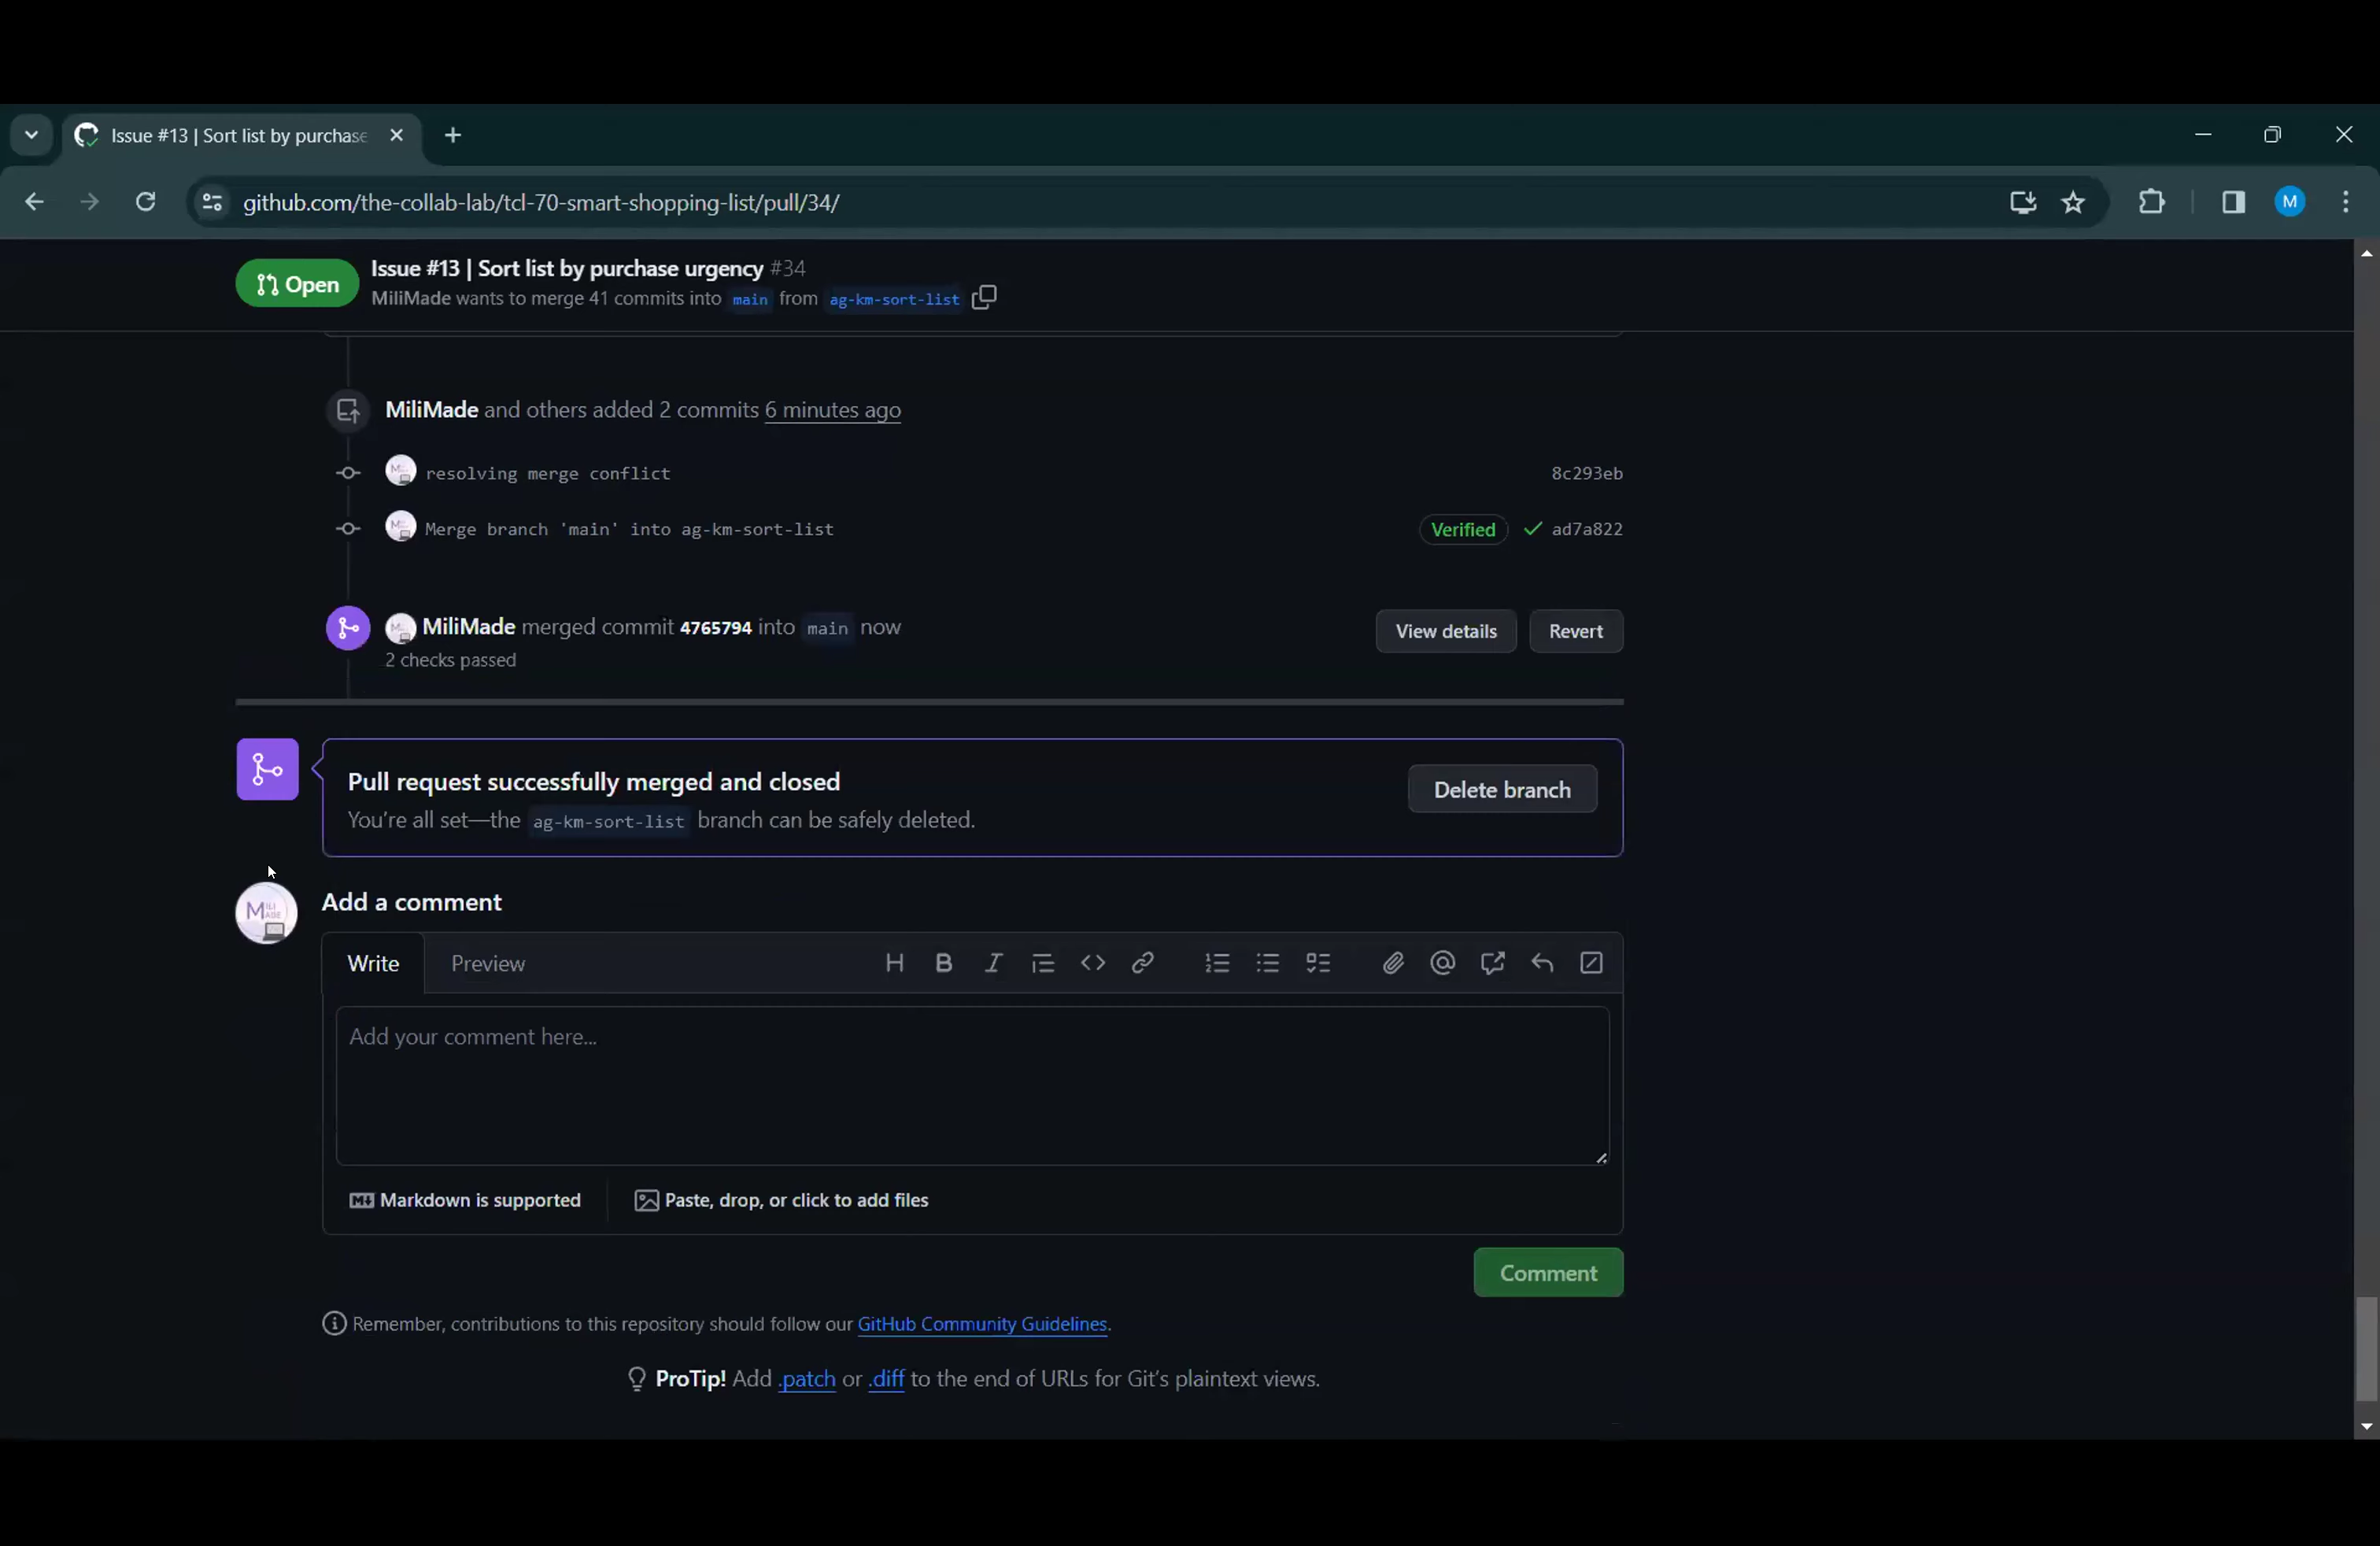 Issue #13 | Sort list by purchase
github.com/the-collab-lab/tcl-70-smart-shopping-list/pull/34/
M
Open
Issue #13 | Sort list by purchase urgency #34
MiliMade wants to merge 41 commits into main from ag-km-sort-list
MiliMade and others added 2 commits 6 minutes ago
resolving merge conflict 8c293eb
Merge branch 'main' into ag-km-sort-list Verified ad7a822
MiliMade merged commit 4765794 into main now View details Revert
2 checks passed
Pull request successfully merged and closed
You're all set—the ag-km-sort-list branch can be safely deleted.
Delete branch
MILI MADE
Add a comment
Write Preview
Add your comment here...
Markdown is supported Paste, drop, or click to add files
Comment
Remember, contributions to this repository should follow our GitHub Community Guidelines.
ProTip! Add .patch or .diff to the end of URLs for Git's plaintext views.